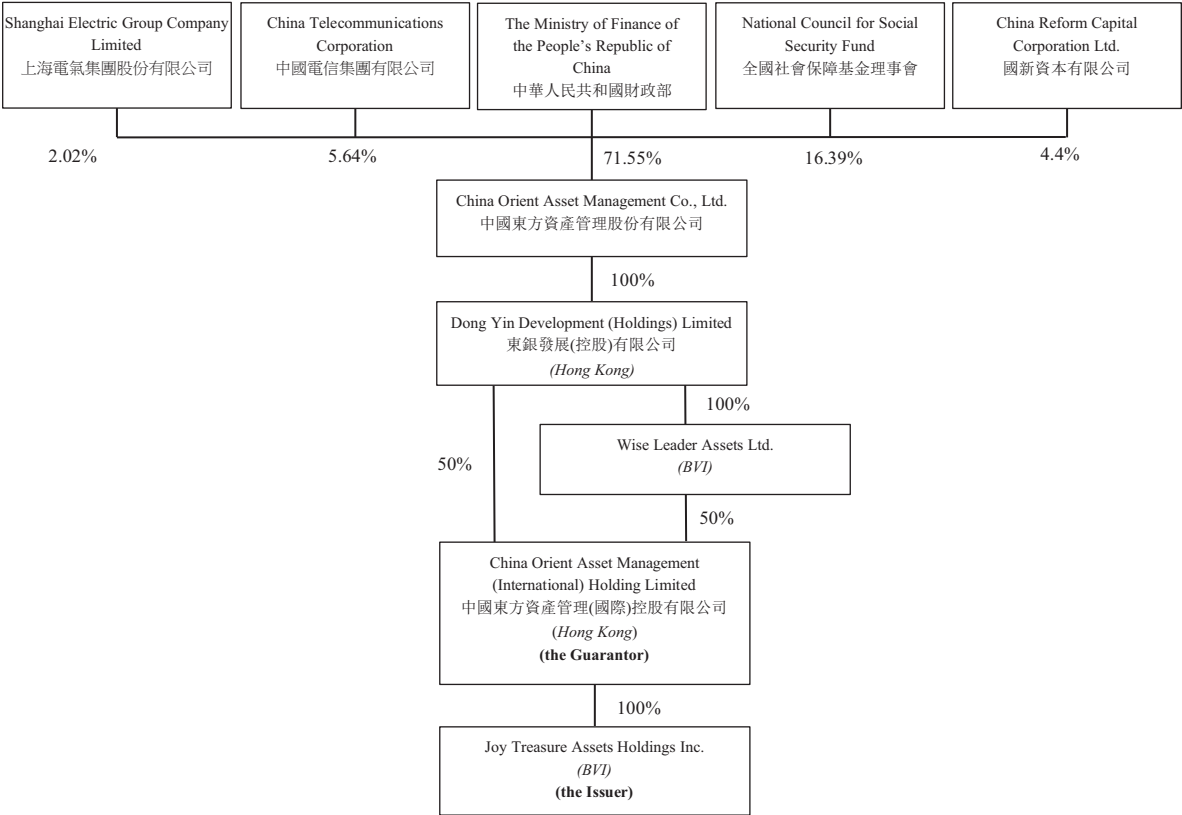 Shanghai Electric Group Company
Limited
上海電氣集團股份有限公司
China Telecommunications
Corporation
中國電信集團有限公司
The Ministry of Finance of
the People's Republic of
China
中華人民共和國財政部
National Council for Social
Security Fund
全國社會保障基金理事會
China Reform Capital
Corporation Ltd.
國新資本有限公司
2.02%
5.64%
71.55%
16.39%
4.4%
China Orient Asset Management Co., Ltd.
中國東方資產管理股份有限公司
100%
Dong Yin Development (Holdings) Limited
東銀發展(控股)有限公司
(Hong Kong)
100%
Wise Leader Assets Ltd.
(BVI)
50%
50%
China Orient Asset Management
(International) Holding Limited
中國東方資產管理(國際)控股有限公司
(Hong Kong)
(the Guarantor)
100%
Joy Treasure Assets Holdings Inc.
(BVI)
(the Issuer)